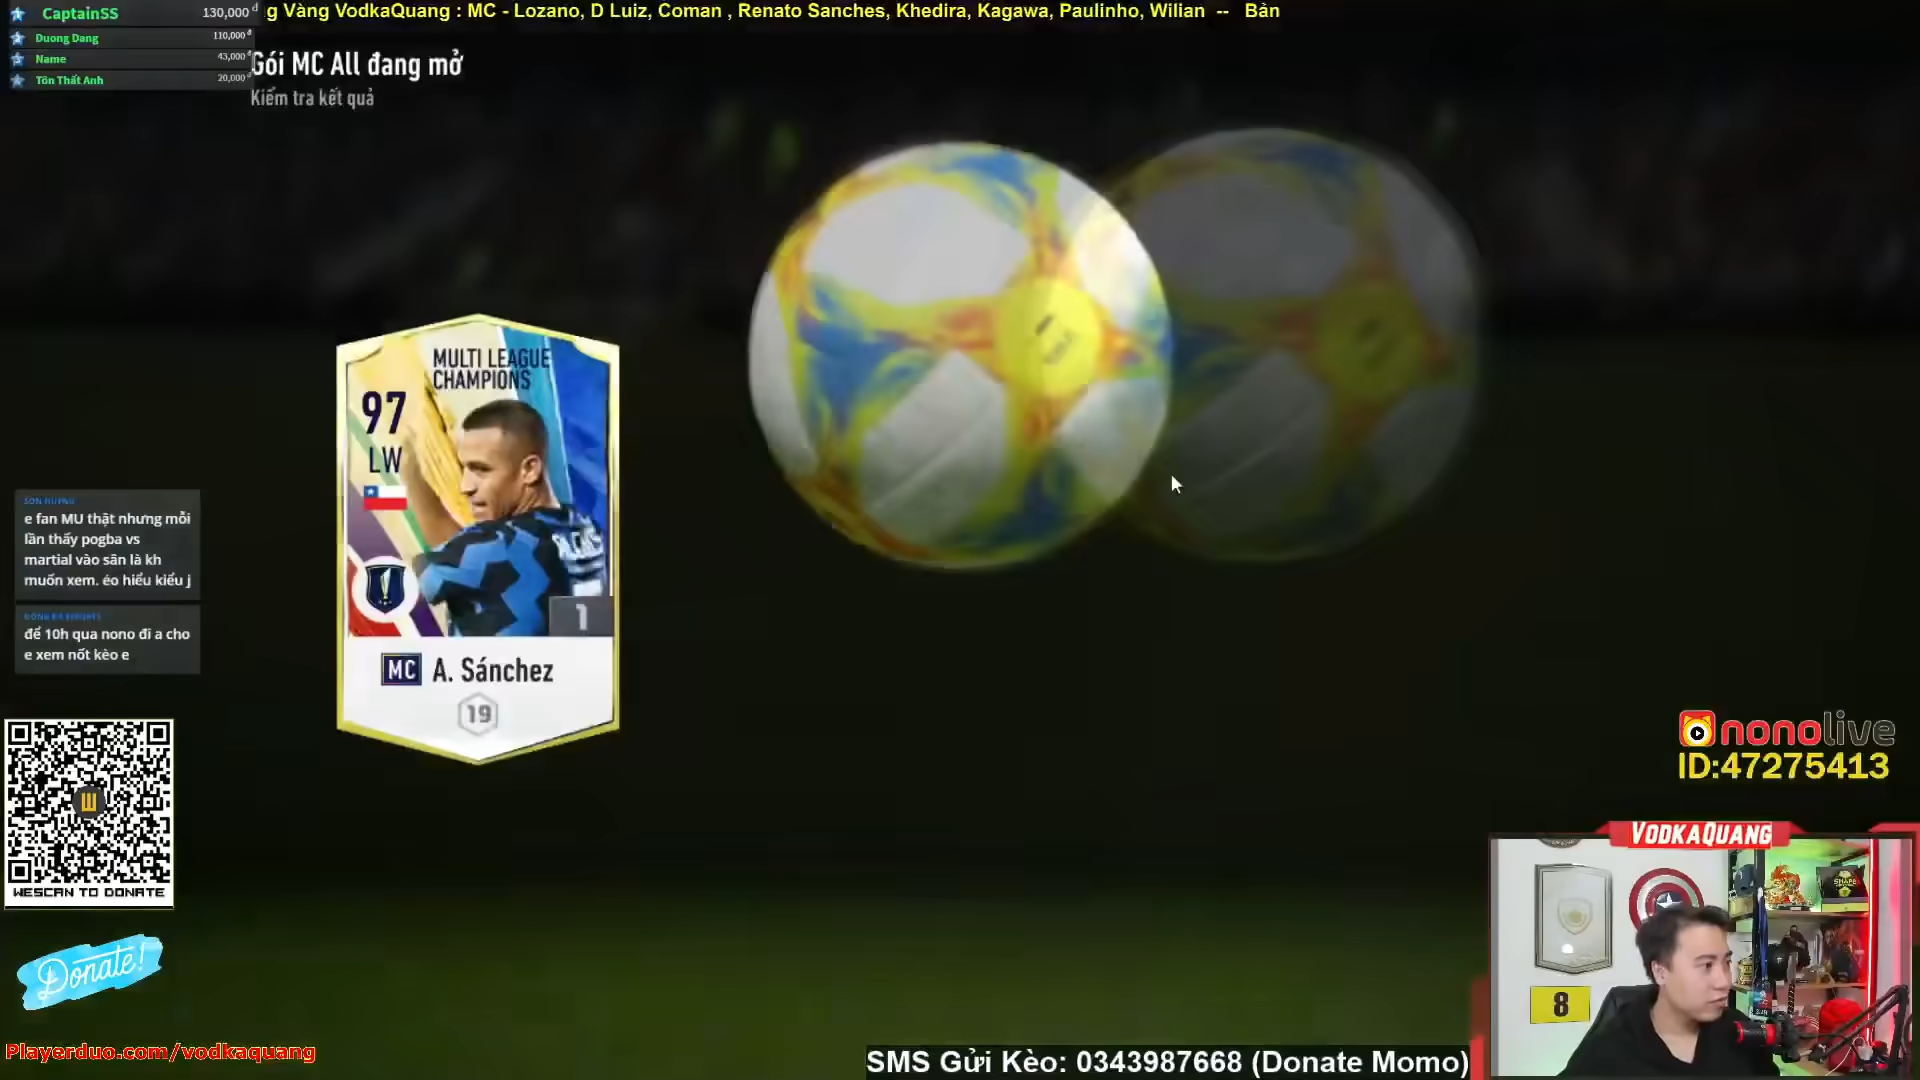 CaptainSS 130,000 đ
Duong Dang 110,000 đ
Name 43,000 đ
Tôn Thất Anh 20,000 đ
g Vàng VodkaQuang : MC - Lozano, D Luiz, Coman , Renato Sanches, Khedira, Kagawa, Paulinho, Wilian -- Bản
Gói MC All đang mở
Kiểm tra kết quả
MULTI LEAGUE
CHAMPIONS
97
LW
1
MC A. Sánchez
19
SON HUYNH
e fan MU thật nhưng mỗi
lần thấy pogba vs
martial vào sân là kh
muốn xem. éo hiểu kiểu j
để 10h qua nono đi a cho
e xem nốt kèo e
WESCAN TO DONATE
Donate!
Playerduo.com/vodkaquang
nonolive
ID:47275413
VODKAQUANG
8
SMS Gửi Kèo: 0343987668 (Donate Momo)